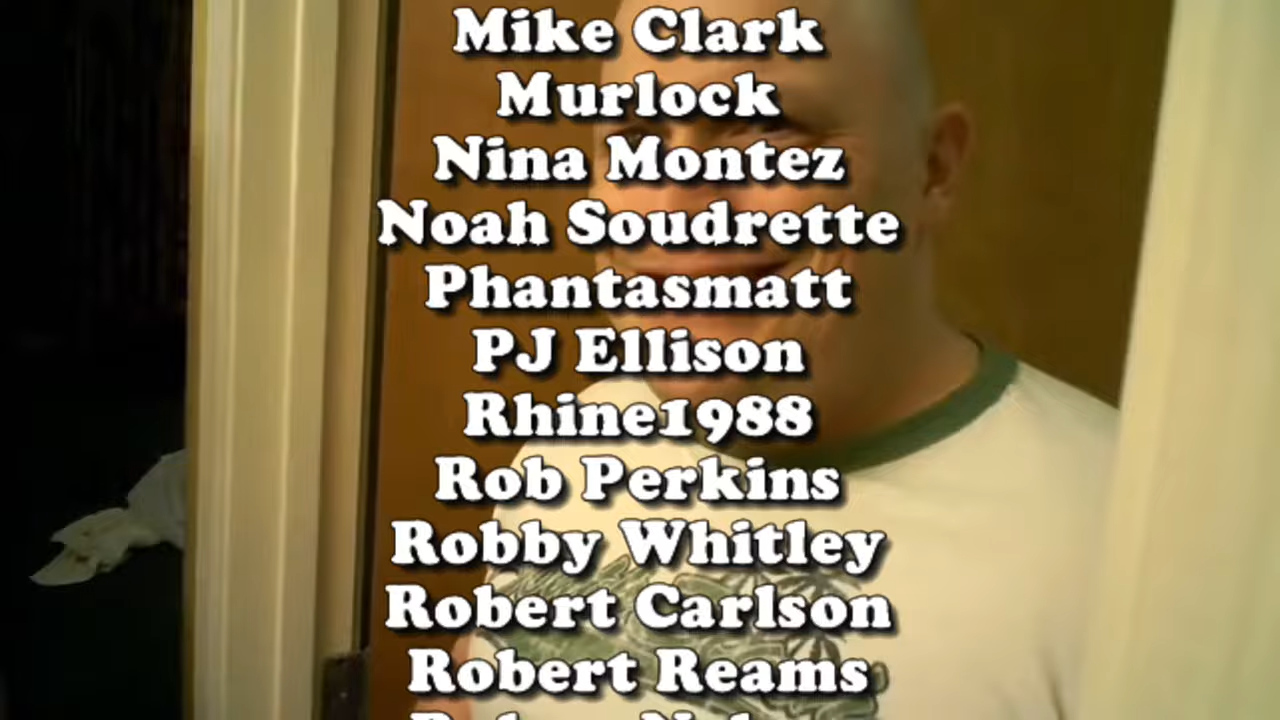 Mike Clark
Murlock
Nina Montez
Noah Soudrette
Phantasmatt
PJ Ellison
Rhine1988
Rob Perkins
Robby Whitley
Robert Carlson
Robert Reams